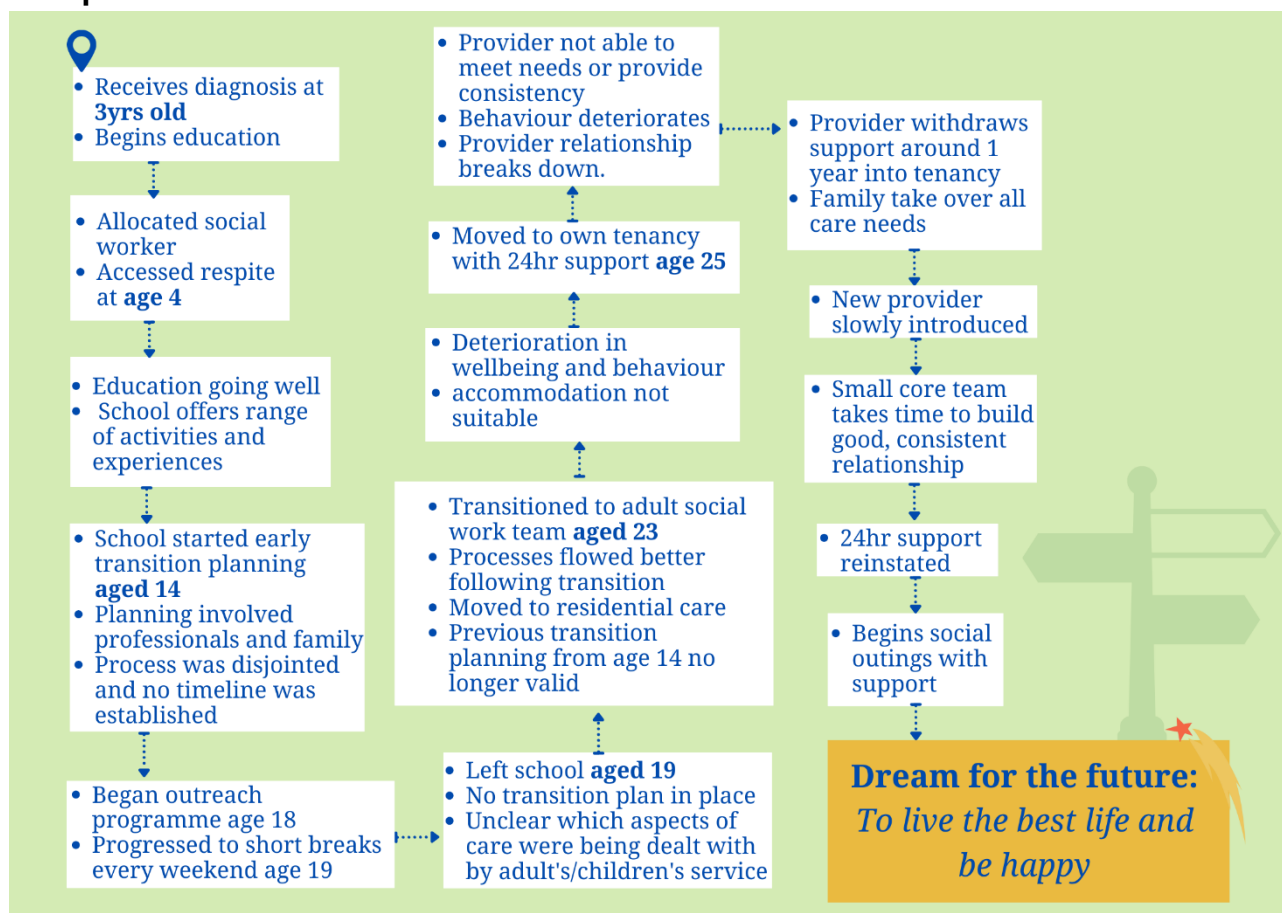 • Receives diagnosis at
3yrs old
• Begins education
• Allocated social
worker
• Accessed respite
at age 4
• Education going well
• School offers range
of activities and
experiences
• School started early
transition planning
aged 14
• Planning involved
professionals and family
• Process was disjointed
and no timeline was
established
• Began outreach
programme age 18
• Progressed to short breaks
every weekend age 19
• Left school aged 19
• No transition plan in place
• Unclear which aspects of
care were being dealt with
by adult's/children's service
• Transitioned to adult social
work team aged 23
• Processes flowed better
following transition
• Moved to residential care
• Previous transition
planning from age 14 no
longer valid
• Deterioration in
wellbeing and behaviour
• accommodation not
suitable
• Moved to own tenancy
with 24hr support age 25
• Provider not able to
meet needs or provide
consistency
• Behaviour deteriorates
• Provider relationship
breaks down.
• Provider withdraws
support around 1
year into tenancy
• Family take over all
care needs
• New provider
slowly introduced
• Small core team
takes time to build
good, consistent
relationship
• 24hr support
reinstated
• Begins social
outings with
support
Dream for the future:
To live the best life and
be happy